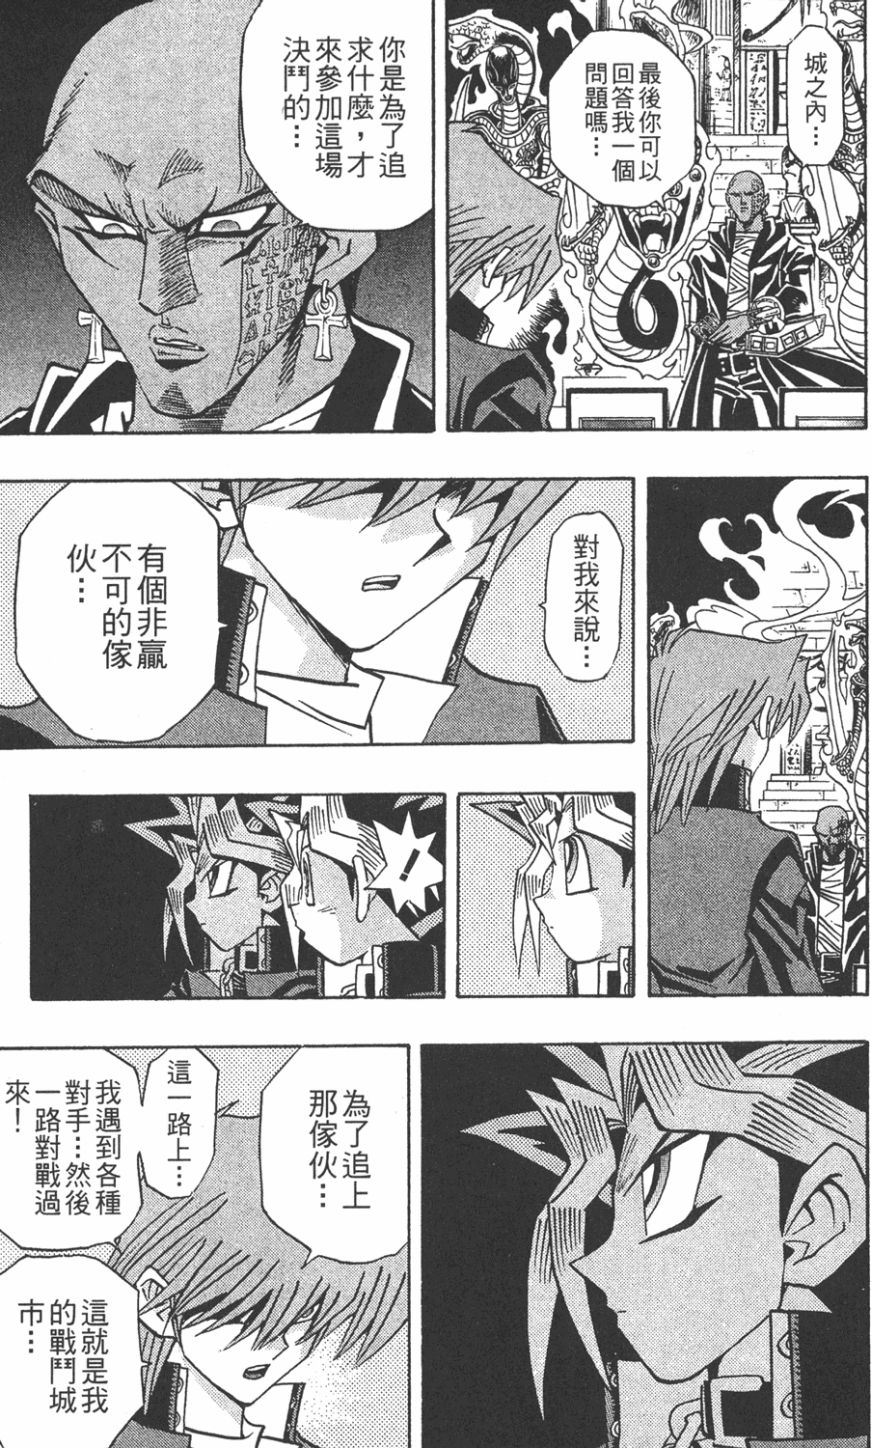 城之內…
最後你可以
回答我一個
問題嗎…
你是為了追
求什麼，才
來參加這場
決鬥的…
對我來說…
有個非贏
不可的傢
伙…
！
為了追上
那傢伙…
這一路上…
我遇到各種
對手…然後
一路對戰過
來！
這就是我
的戰鬥城
市…